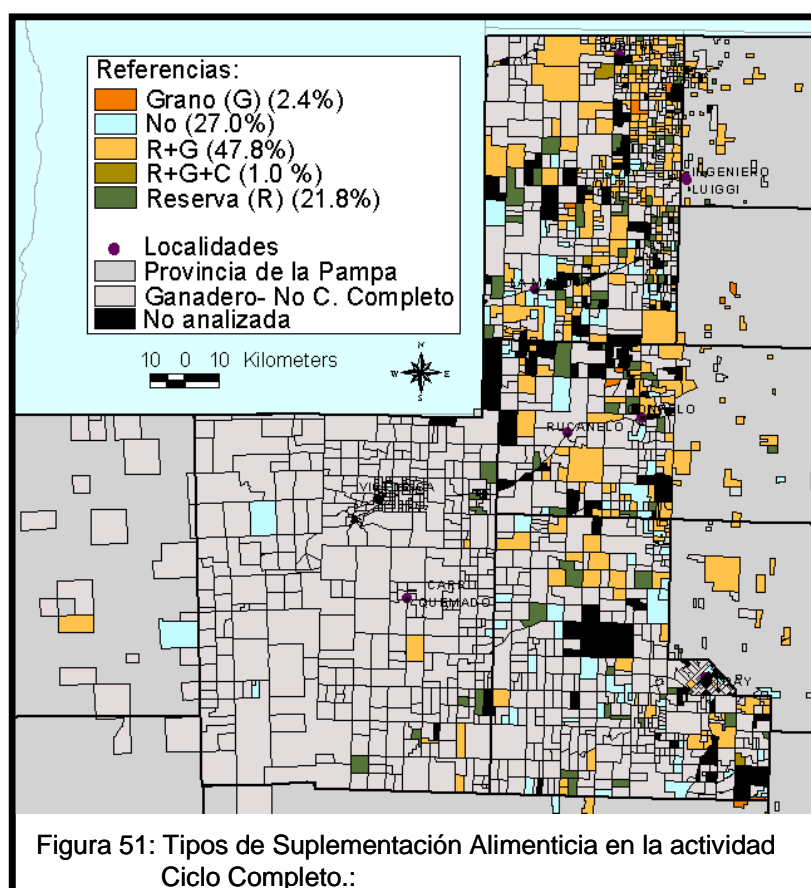 Referencias:
Grano (G) (2.4%)
No (27.0%)
R+G (47.8%)
R+G+C (1.0 %)
Reserva (R) (21.8%)
Localidades
Provincia de la Pampa
Ganadero- No C. Completo
No analizada
10 0 10 Kilometers
N
W E
S
INGENIERO
LUIGGI
RUCANELO
CARR
QUEMADO
Figura 51: Tipos de Suplementación Alimenticia en la actividad
Ciclo Completo.: